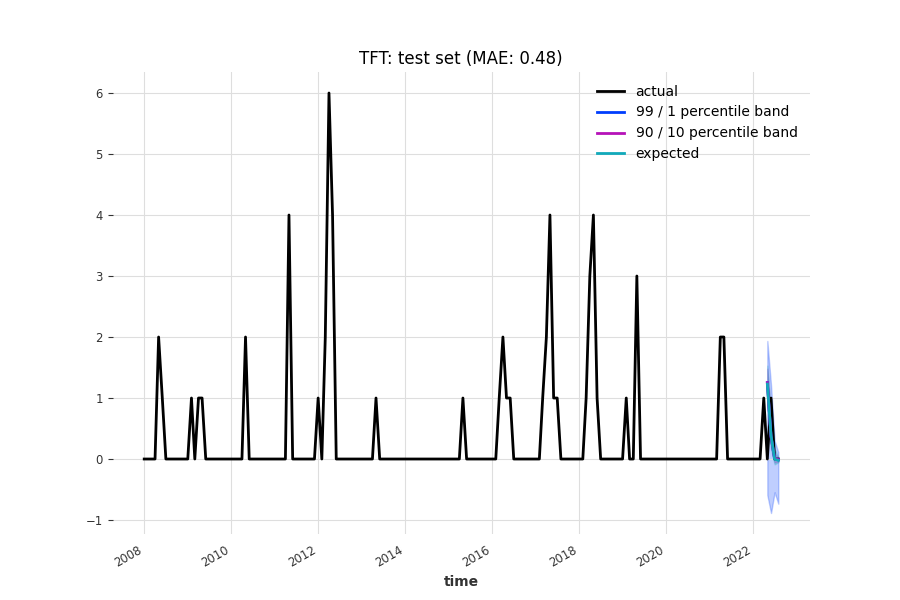 TFT: test set (MAE: 0.48)
actual
99 / 1 percentile band
90 / 10 percentile band
expected
6
5
4
3
2
1
0
−1
2008 2010 2012 2014 2016 2018 2020 2022
time